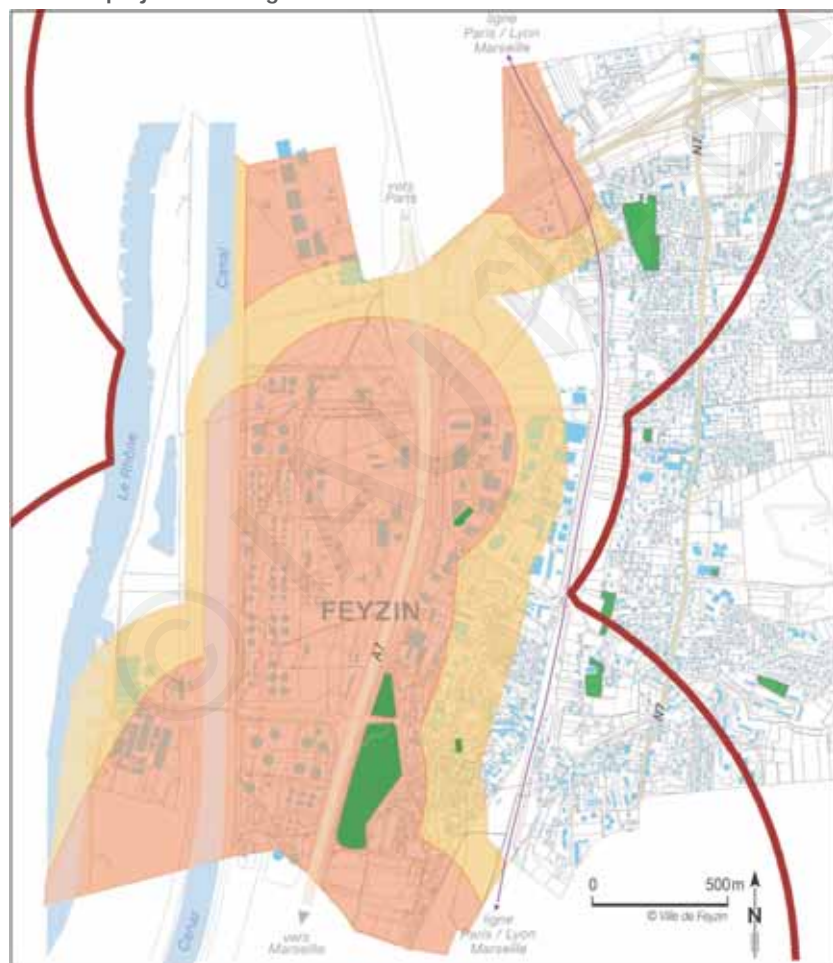 ligne
Paris / Lyon
Marseille
N7
vers
Paris
Canal
Le Rhône
FEYZIN
A7
N7
0 500m
© Ville de Feyzin
N
ligne
Paris / Lyon
Marseille
vers
Marseille
Canal